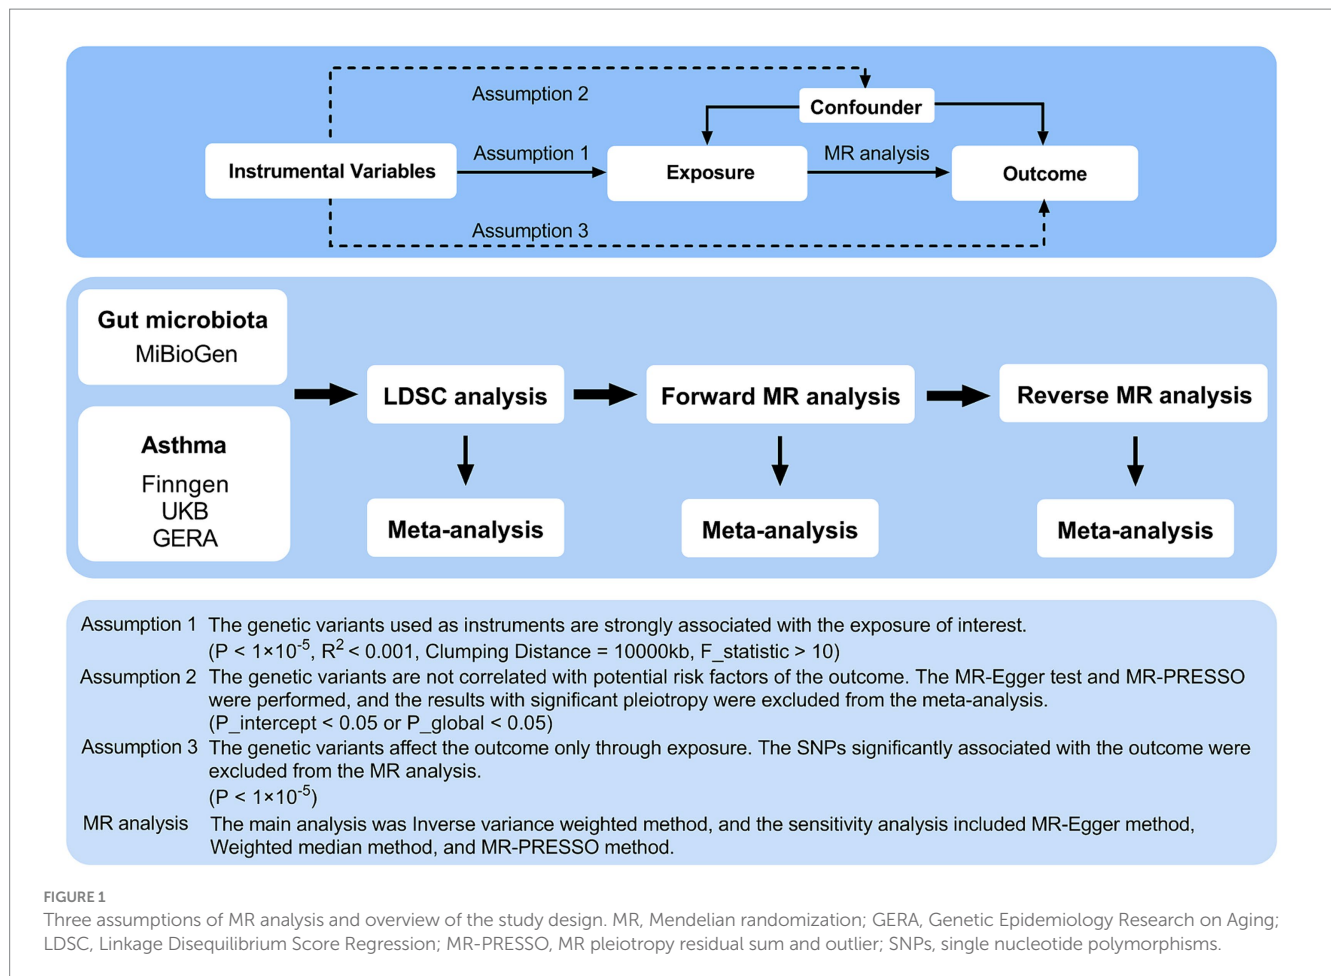 Assumption 2
Confounder
Instrumental Variables
Assumption 1
Exposure
MR analysis
Outcome
Assumption 3
Gut microbiota
MiBioGen
Asthma
Finngen
UKB
GERA
LDSC analysis
Forward MR analysis
Reverse MR analysis
Meta-analysis
Meta-analysis
Meta-analysis
Assumption 1 The genetic variants used as instruments are strongly associated with the exposure of interest.
(P < 1×10⁻⁵, R² < 0.001, Clumping Distance = 10000kb, F_statistic > 10)
Assumption 2 The genetic variants are not correlated with potential risk factors of the outcome. The MR-Egger test and MR-PRESSO
were performed, and the results with significant pleiotropy were excluded from the meta-analysis.
(P_intercept < 0.05 or P_global < 0.05)
Assumption 3 The genetic variants affect the outcome only through exposure. The SNPs significantly associated with the outcome were
excluded from the MR analysis.
(P < 1×10⁻⁵)
MR analysis The main analysis was Inverse variance weighted method, and the sensitivity analysis included MR-Egger method,
Weighted median method, and MR-PRESSO method.
FIGURE 1
Three assumptions of MR analysis and overview of the study design. MR, Mendelian randomization; GERA, Genetic Epidemiology Research on Aging;
LDSC, Linkage Disequilibrium Score Regression; MR-PRESSO, MR pleiotropy residual sum and outlier; SNPs, single nucleotide polymorphisms.